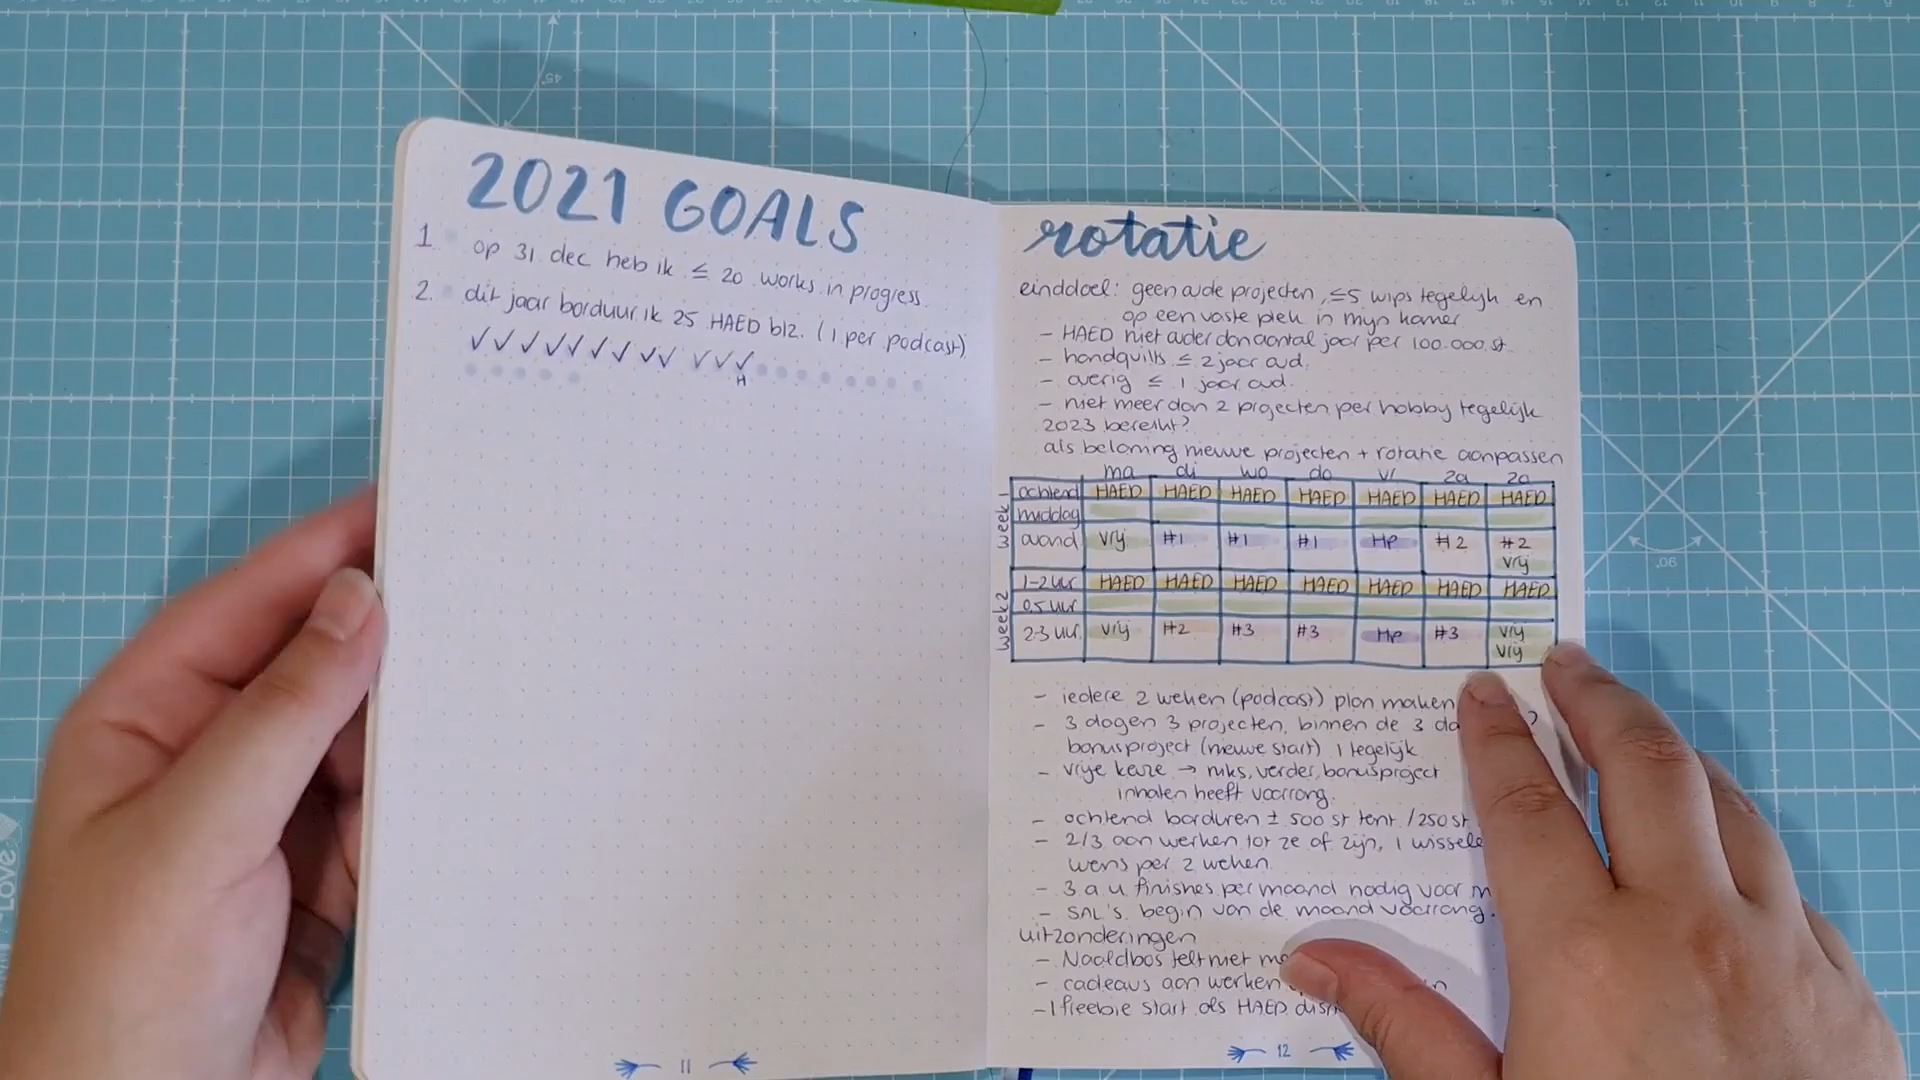 2021 GOALS
1. op 31 dec heb ik ≤ 20 works in progress.
2. dit jaar borduur ik 25 HAED blz. (1 per podcast)
✓✓✓✓✓✓✓✓✓✓✓✓
H
11
rotatie
einddoel: geen oude projecten, ≤5 wips tegelijk en
op een vaste plek in mijn kamer
- HAED niet ouder dan aantal jaar per 100.000 st.
- handquilts ≤ 2 jaar oud.
- overig ≤ 1 jaar oud.
- niet meer dan 2 projecten per hobby tegelijk
2023 bereikt?
als beloning nieuwe projecten + rotatie aanpassen
ma di wo do vr za zo
week 1
ochtend HAED HAED HAED HAED HAED HAED HAED
middag
avond vrij #1 #1 #1 HP #2 #2
vrij
week 2
1-2 uur HAED HAED HAED HAED HAED HAED HAED
0,5 uur
2-3 uur vrij #2 #3 #3 HP #3 vrij
vrij
- iedere 2 weken (podcast) plan maken
- 3 dagen 3 projecten, binnen de 3 da ?
bonusproject (nieuwe start) 1 tegelijk
- vrije keuze → niks, verder, bonusproject
inhalen heeft voorrang.
- ochtend borduren ± 500 st tent. /250 st
- 2/3 aan werken tot ze af zijn, 1 wissele
wens per 2 weken.
- 3 a 4 finishes per maand nodig voor m
- SAL's begin van de maand voorrang.
uitzonderingen
- Naaldbos telt niet me
- cadeaus aan werken
- 1 freebie start als HAED
12
45°
90°
LOVE